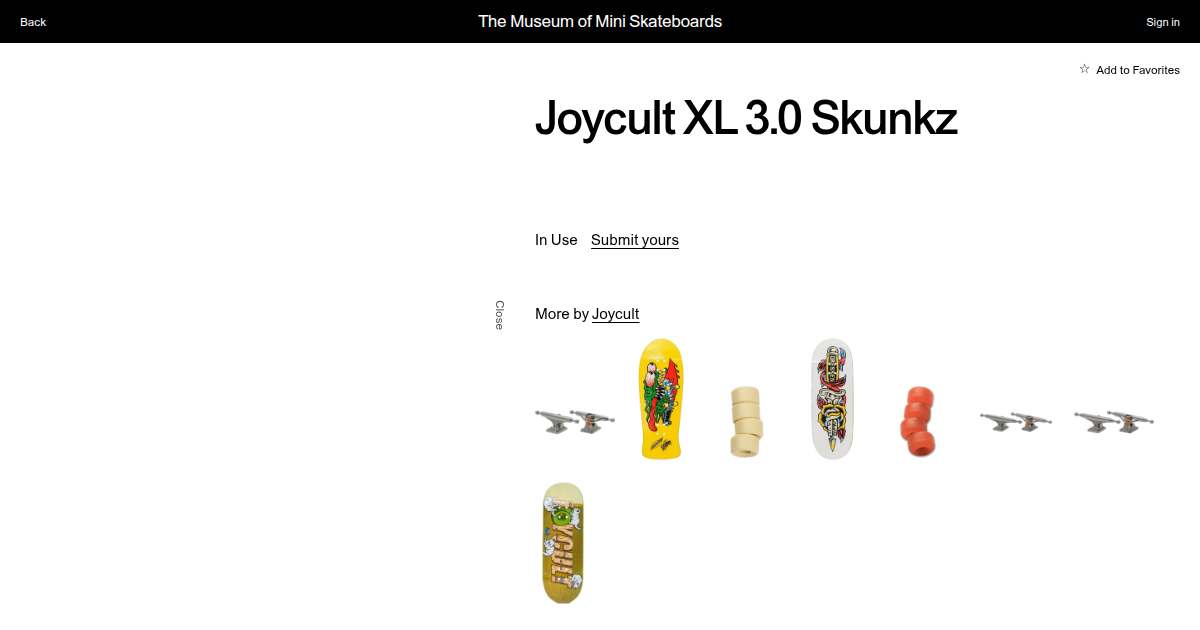 Back
The Museum of Mini Skateboards
Sign in
☆ Add to Favorites
Joycult XL 3.0 Skunkz
In Use Submit yours
Close
More by Joycult
JOYCULT